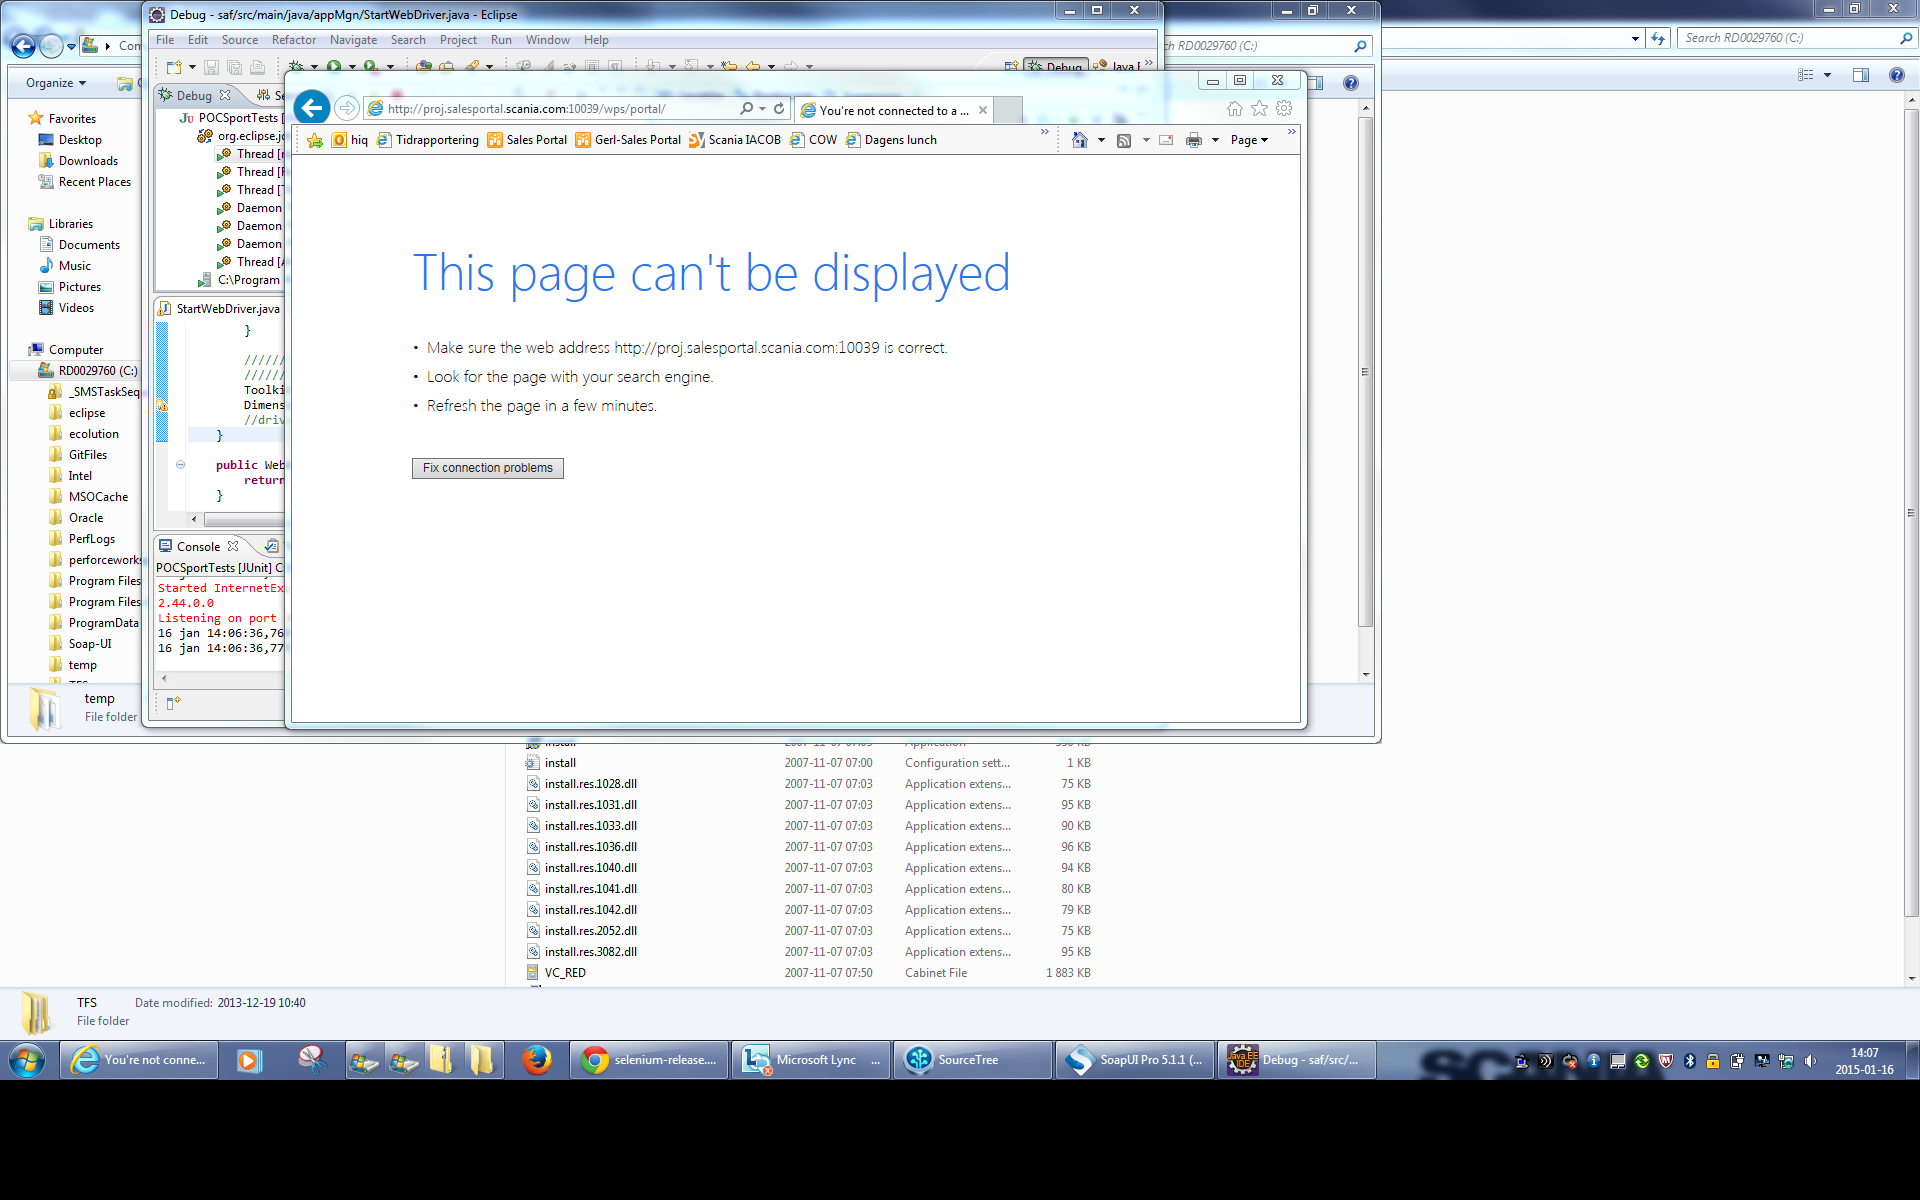 Debug - saf/src/main/java/appMgn/StartWebDriver.java - Eclipse
File Edit Source Refactor Navigate Search Project Run Window Help
Search RD0029760 (C:)
ch RD0029760 (C:)
Organize
Debug
Debug
http://proj.salesportal.scania.com:10039/wps/portal/
You're not connected to a ...
hiq
Tidrapportering
Sales Portal
Gerl-Sales Portal
Scania IACOB
COW
Dagens lunch
Page
Favorites
Desktop
Downloads
Recent Places
Libraries
Documents
Music
Pictures
Videos
Computer
RD0029760 (C:)
_SMSTaskSeq
eclipse
ecolution
GitFiles
Intel
MSOCache
Oracle
PerfLogs
perforcework
Program Files
Program Files
ProgramData
Soap-UI
temp
temp
File folder
POCSportTests [
org.eclipse.j
Thread [
Thread [
Thread [
Daemon
Daemon
Daemon
Thread [
C:\Program
StartWebDriver.java
}
///////
///////
Toolki
Dimens
//driv
}
public Web
return
}
Console
POCSportTests [JUnit] C
Started InternetEx
2.44.0.0
Listening on port
16 jan 14:06:36,76
16 jan 14:06:36,77
This page can't be displayed
• Make sure the web address http://proj.salesportal.scania.com:10039 is correct.
• Look for the page with your search engine.
• Refresh the page in a few minutes.
Fix connection problems
install 2007-11-07 07:00 Configuration sett... 1 KB
install.res.1028.dll 2007-11-07 07:03 Application extens... 75 KB
install.res.1031.dll 2007-11-07 07:03 Application extens... 95 KB
install.res.1033.dll 2007-11-07 07:03 Application extens... 90 KB
install.res.1036.dll 2007-11-07 07:03 Application extens... 96 KB
install.res.1040.dll 2007-11-07 07:03 Application extens... 94 KB
install.res.1041.dll 2007-11-07 07:03 Application extens... 80 KB
install.res.1042.dll 2007-11-07 07:03 Application extens... 79 KB
install.res.2052.dll 2007-11-07 07:03 Application extens... 75 KB
install.res.3082.dll 2007-11-07 07:03 Application extens... 95 KB
VC_RED 2007-11-07 07:50 Cabinet File 1 883 KB
TFS Date modified: 2013-12-19 10:40
File folder
You're not conne...
selenium-release....
Microsoft Lync ...
SourceTree
SoapUI Pro 5.1.1 (...
Debug - saf/src/...
14:07
2015-01-16